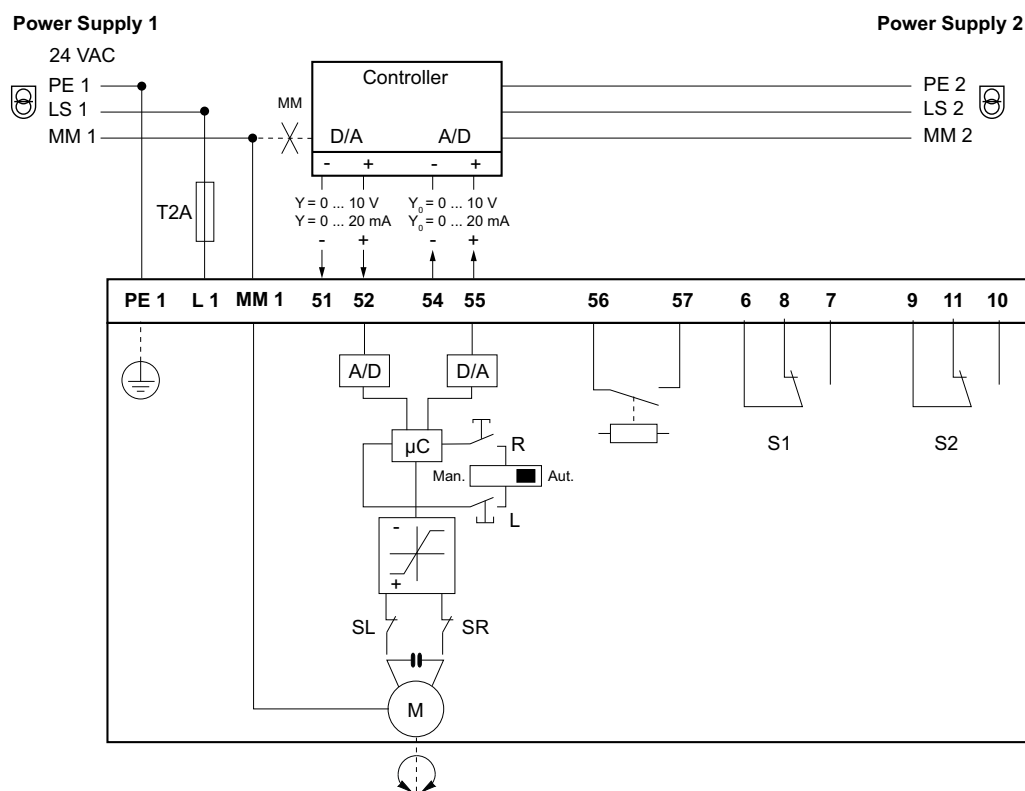 Power Supply 1
Power Supply 2
24 VAC
PE 1
LS 1
MM 1
MM
Controller
D/A A/D
- + - +
PE 2
LS 2
MM 2
T2A
Y = 0 ... 10 V
Y = 0 ... 20 mA
- +
Y₀ = 0 ... 10 V
Y₀ = 0 ... 20 mA
- +
PE 1 L 1 MM 1 51 52 54 55 56 57 6 8 7 9 11 10
A/D D/A
µC
R
Man. Aut.
L
-
+
SL SR
M
S1
S2